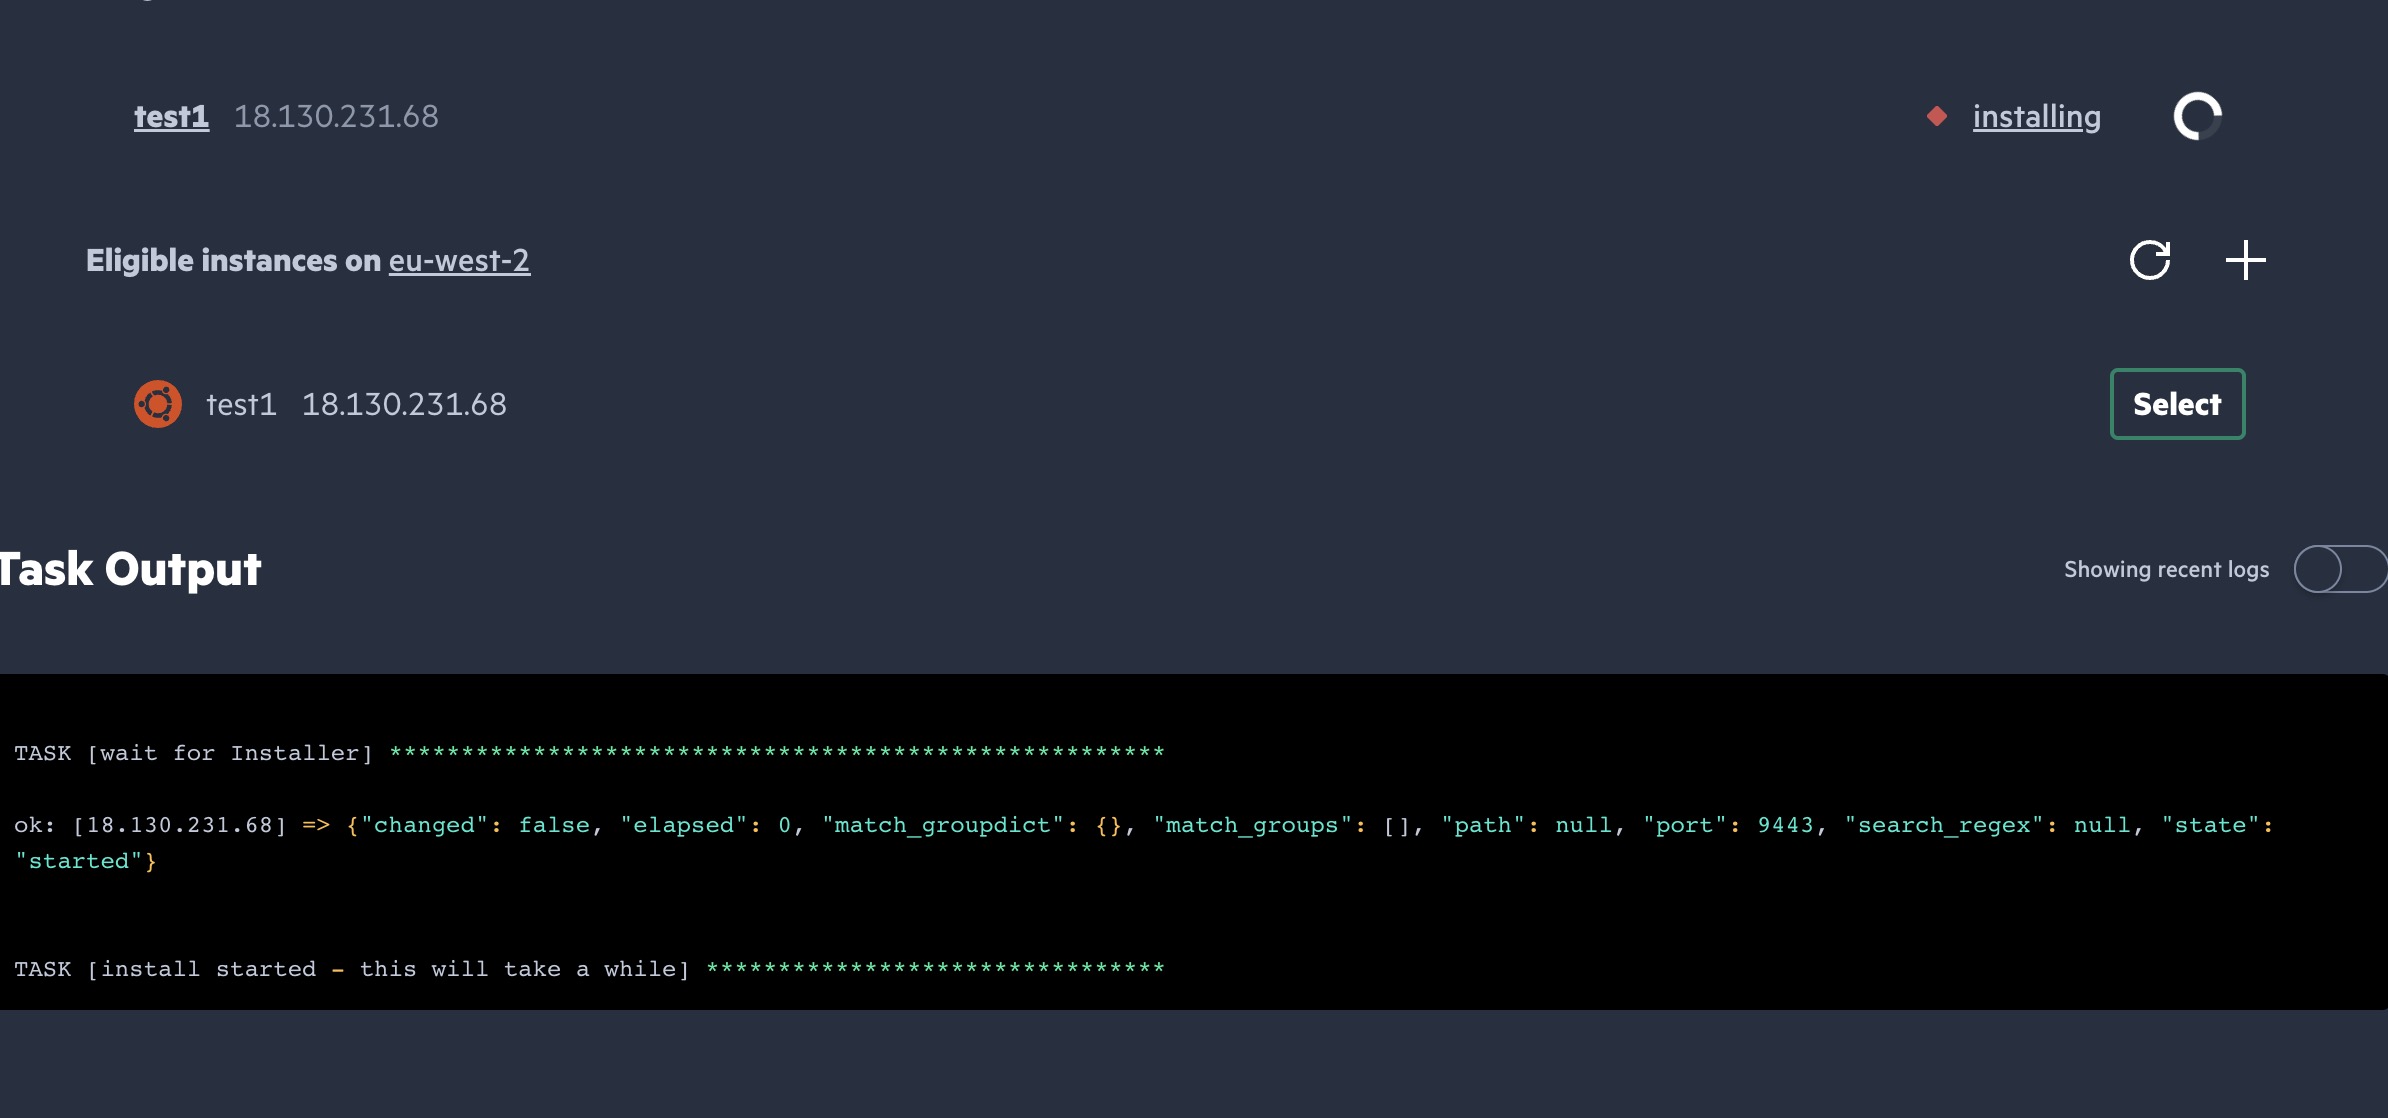 test1 18.130.231.68 installing
Eligible instances on eu-west-2
test1 18.130.231.68 Select
Task Output Showing recent logs
TASK [wait for Installer] ******************************************************
ok: [18.130.231.68] => {"changed": false, "elapsed": 0, "match_groupdict": {}, "match_groups": [], "path": null, "port": 9443, "search_regex": null, "state":
"started"}
TASK [install started - this will take a while] ********************************